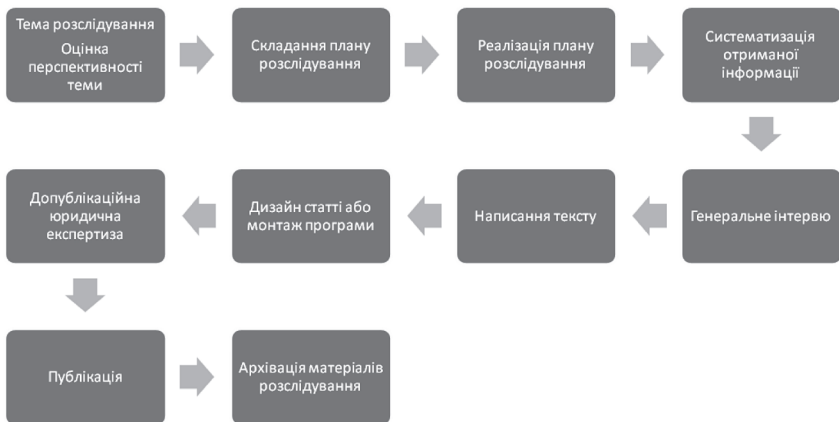 Тема розслідування
Оцінка
перспективності
теми
Складання плану
розслідування
Реалізація плану
розслідування
Систематизація
отриманої
інформації
Генеральне інтервю
Написання тексту
Дизайн статті або
монтаж програми
Допублікаційна
юридична
експертиза
Публікація
Архівація матеріалів
розслідування